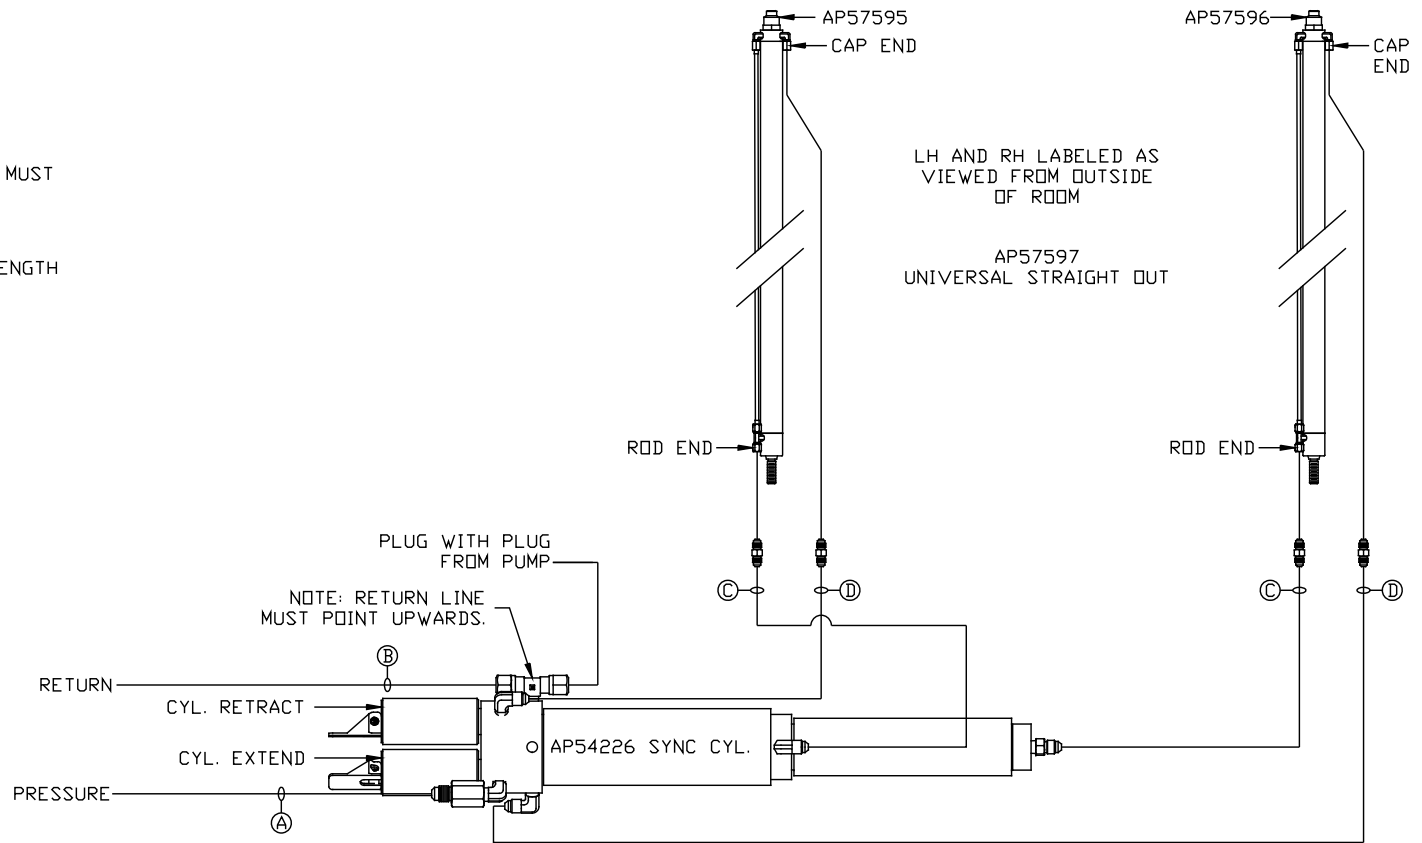 AP57595
CAP END
AP57596
CAP
END
MUST
LH AND RH LABELED AS
VIEWED FROM OUTSIDE
OF ROOM
ENGTH
AP57597
UNIVERSAL STRAIGHT OUT
ROD END
ROD END
PLUG WITH PLUG
FROM PUMP
C
D
C
D
NOTE: RETURN LINE
MUST POINT UPWARDS.
B
RETURN
CYL. RETRACT
AP54226 SYNC CYL.
CYL. EXTEND
PRESSURE
A